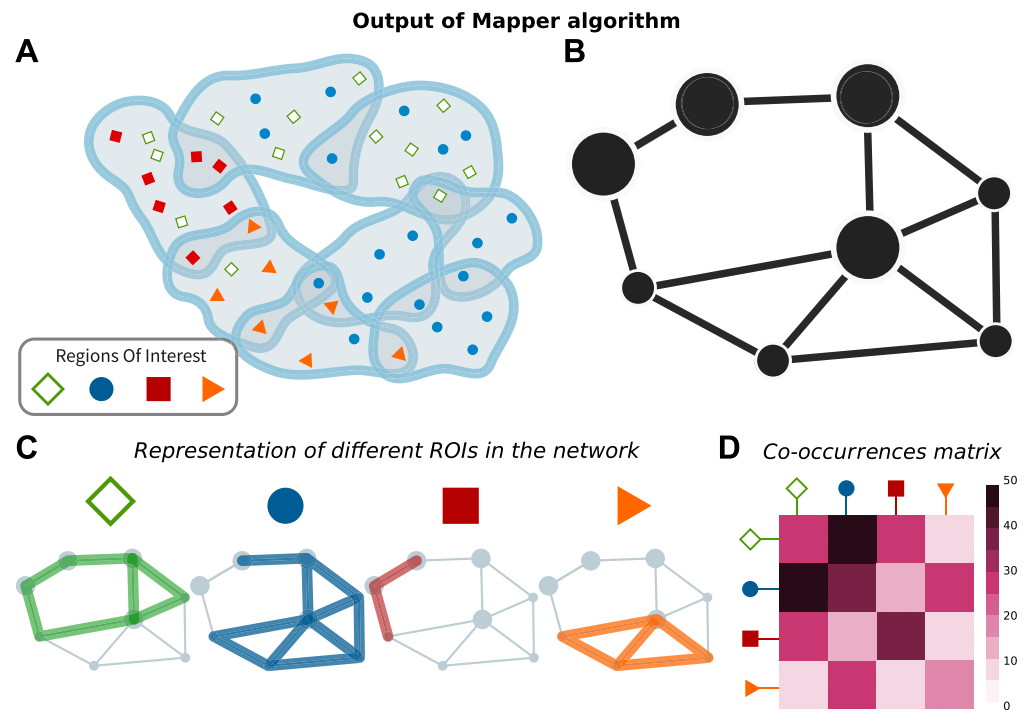 Output of Mapper algorithm
A
B
Regions Of Interest
C
Representation of different ROIs in the network
D
Co-occurrences matrix
50
40
30
20
10
0